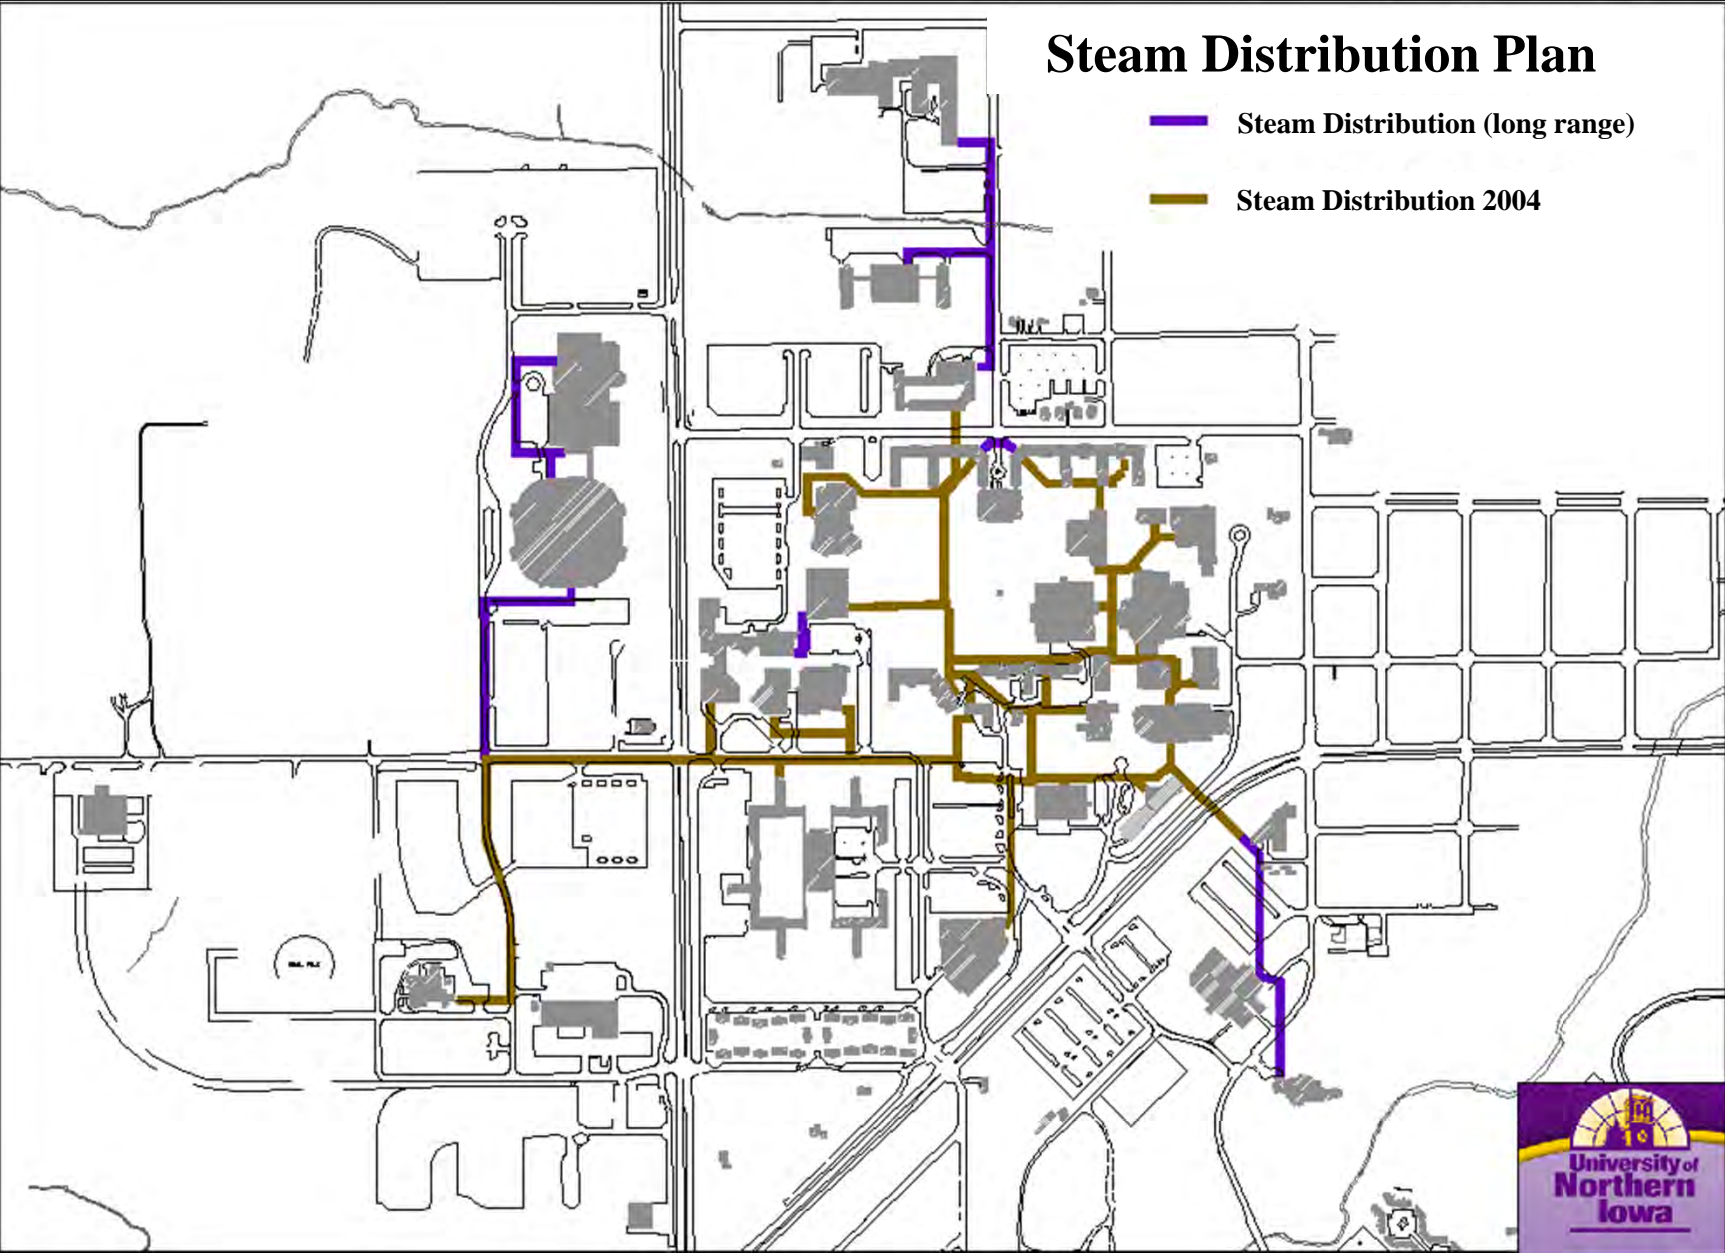 Steam Distribution Plan
Steam Distribution (long range)
Steam Distribution 2004
University of
Northern
Iowa